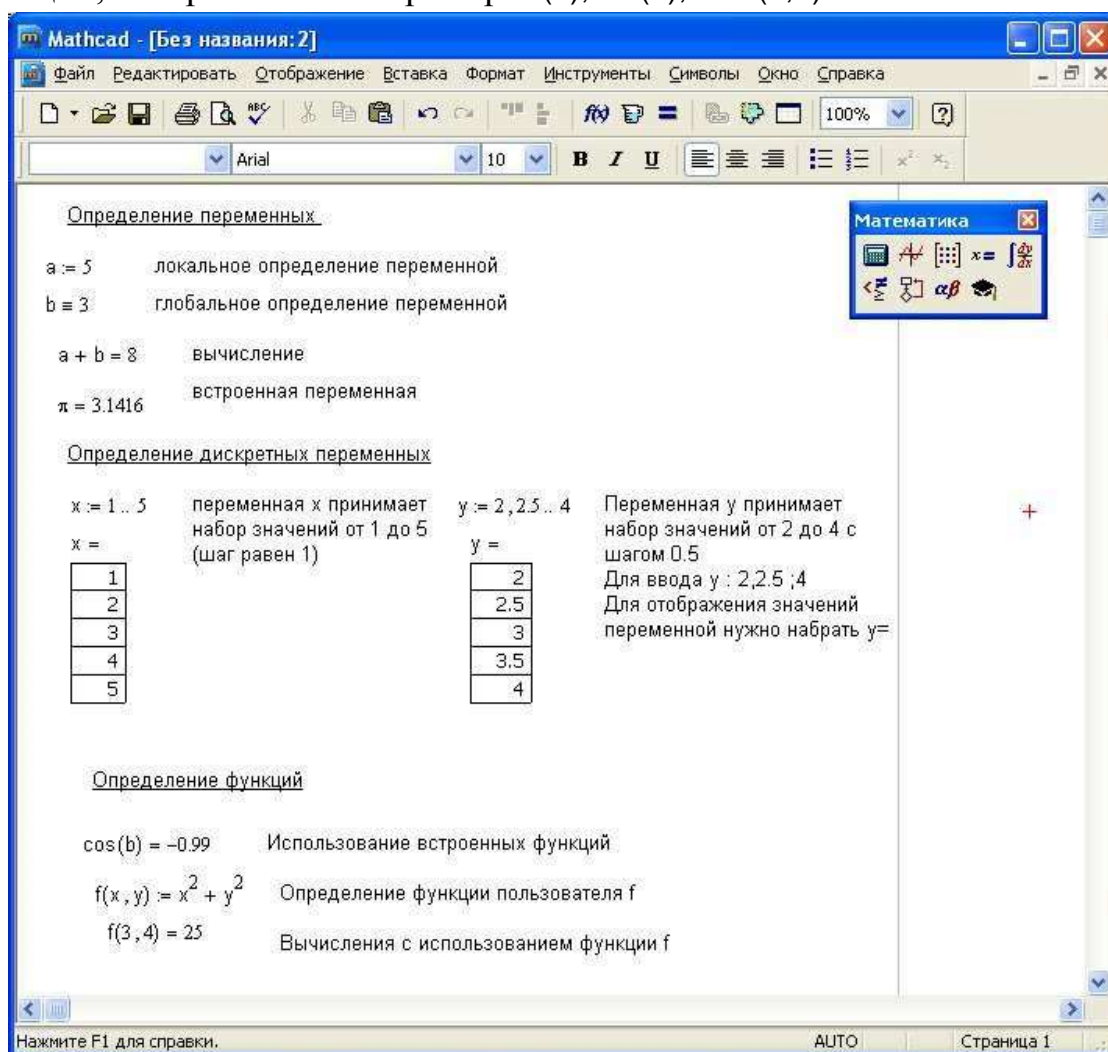 Mathcad - [Без названия:2]
Файл Редактировать Отображение Вставка Формат Инструменты Символы Окно Справка
100%
Arial 10 B I U
Определение переменных
Математика
a := 5 локальное определение переменной
b ≡ 3 глобальное определение переменной
a + b = 8 вычисление
π = 3.1416 встроенная переменная
Определение дискретных переменных
x := 1 .. 5 переменная x принимает
набор значений от 1 до 5
(шаг равен 1)
x =
1
2
3
4
5
y := 2 , 2.5 .. 4 Переменная y принимает
набор значений от 2 до 4 с
шагом 0.5
Для ввода y : 2,2.5 ;4
Для отображения значений
переменной нужно набрать y=
y =
2
2.5
3
3.5
4
Определение функций
cos(b) = −0.99 Использование встроенных функций
f(x , y) := x² + y² Определение функции пользователя f
f(3 , 4) = 25 Вычисления с использованием функции f
Нажмите F1 для справки. AUTO Страница 1